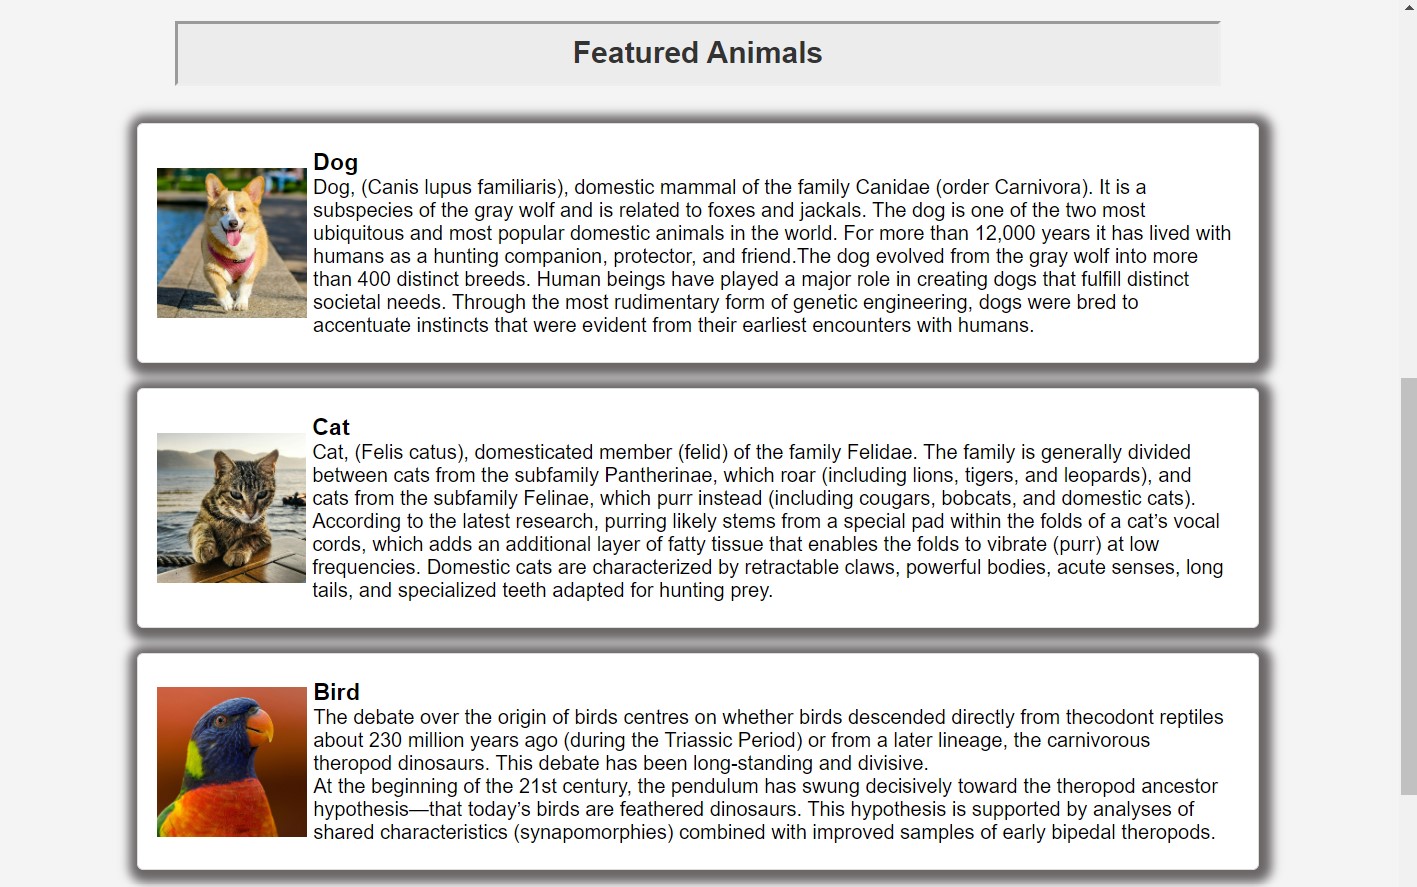 Featured Animals
Dog
Dog, (Canis lupus familiaris), domestic mammal of the family Canidae (order Carnivora). It is a
subspecies of the gray wolf and is related to foxes and jackals. The dog is one of the two most
ubiquitous and most popular domestic animals in the world. For more than 12,000 years it has lived with
humans as a hunting companion, protector, and friend.The dog evolved from the gray wolf into more
than 400 distinct breeds. Human beings have played a major role in creating dogs that fulfill distinct
societal needs. Through the most rudimentary form of genetic engineering, dogs were bred to
accentuate instincts that were evident from their earliest encounters with humans.
Cat
Cat, (Felis catus), domesticated member (felid) of the family Felidae. The family is generally divided
between cats from the subfamily Pantherinae, which roar (including lions, tigers, and leopards), and
cats from the subfamily Felinae, which purr instead (including cougars, bobcats, and domestic cats).
According to the latest research, purring likely stems from a special pad within the folds of a cat’s vocal
cords, which adds an additional layer of fatty tissue that enables the folds to vibrate (purr) at low
frequencies. Domestic cats are characterized by retractable claws, powerful bodies, acute senses, long
tails, and specialized teeth adapted for hunting prey.
Bird
The debate over the origin of birds centres on whether birds descended directly from thecodont reptiles
about 230 million years ago (during the Triassic Period) or from a later lineage, the carnivorous
theropod dinosaurs. This debate has been long-standing and divisive.
At the beginning of the 21st century, the pendulum has swung decisively toward the theropod ancestor
hypothesis—that today’s birds are feathered dinosaurs. This hypothesis is supported by analyses of
shared characteristics (synapomorphies) combined with improved samples of early bipedal theropods.